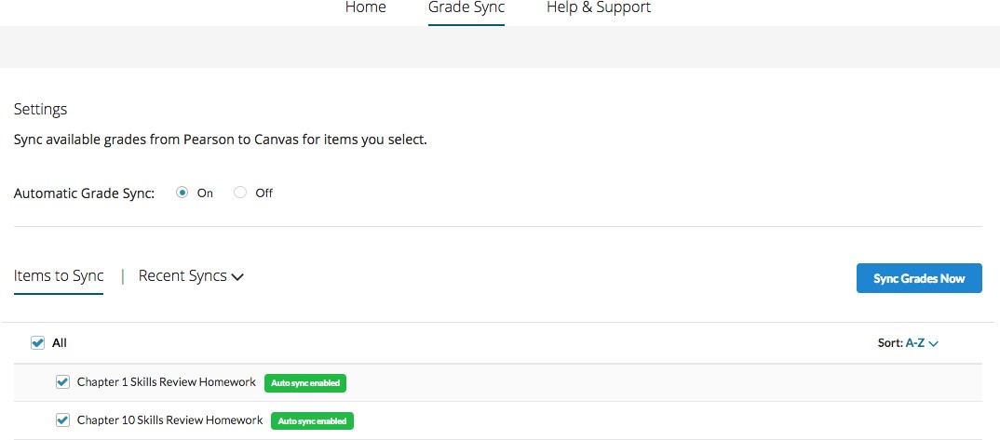 Home Grade Sync Help & Support
Settings
Sync available grades from Pearson to Canvas for items you select.
Automatic Grade Sync: On Off
Items to Sync | Recent Syncs Sync Grades Now
All Sort: A-Z
Chapter 1 Skills Review Homework Auto sync enabled
Chapter 10 Skills Review Homework Auto sync enabled